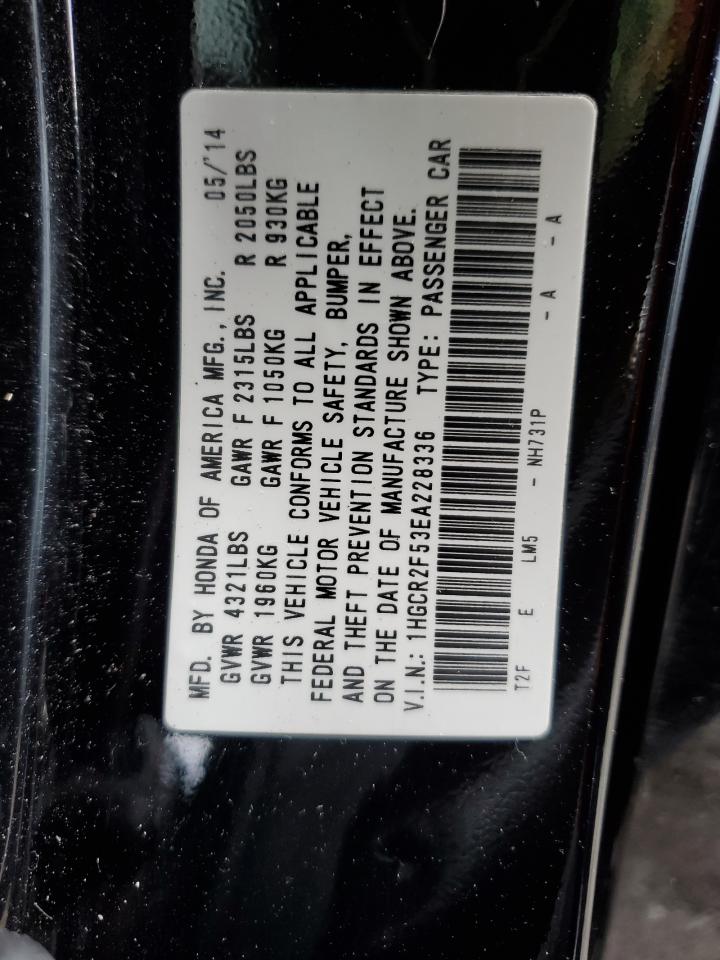 MFD. BY HONDA OF AMERICA MFG., INC. 05/'14
GVWR 4321LBS GAWR F 2315LBS R 2050LBS
GVWR 1960KG GAWR F 1050KG R 930KG
THIS VEHICLE CONFORMS TO ALL APPLICABLE
FEDERAL MOTOR VEHICLE SAFETY, BUMPER,
AND THEFT PREVENTION STANDARDS IN EFFECT
ON THE DATE OF MANUFACTURE SHOWN ABOVE.
V.I.N.: 1HGCR2F53EA228336 TYPE: PASSENGER CAR
T2F E LM5 - NH731P - A - A